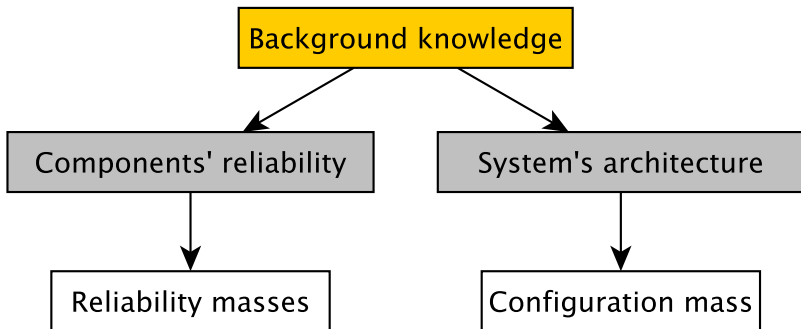 Background knowledge
Components' reliability
System's architecture
Reliability masses
Configuration mass